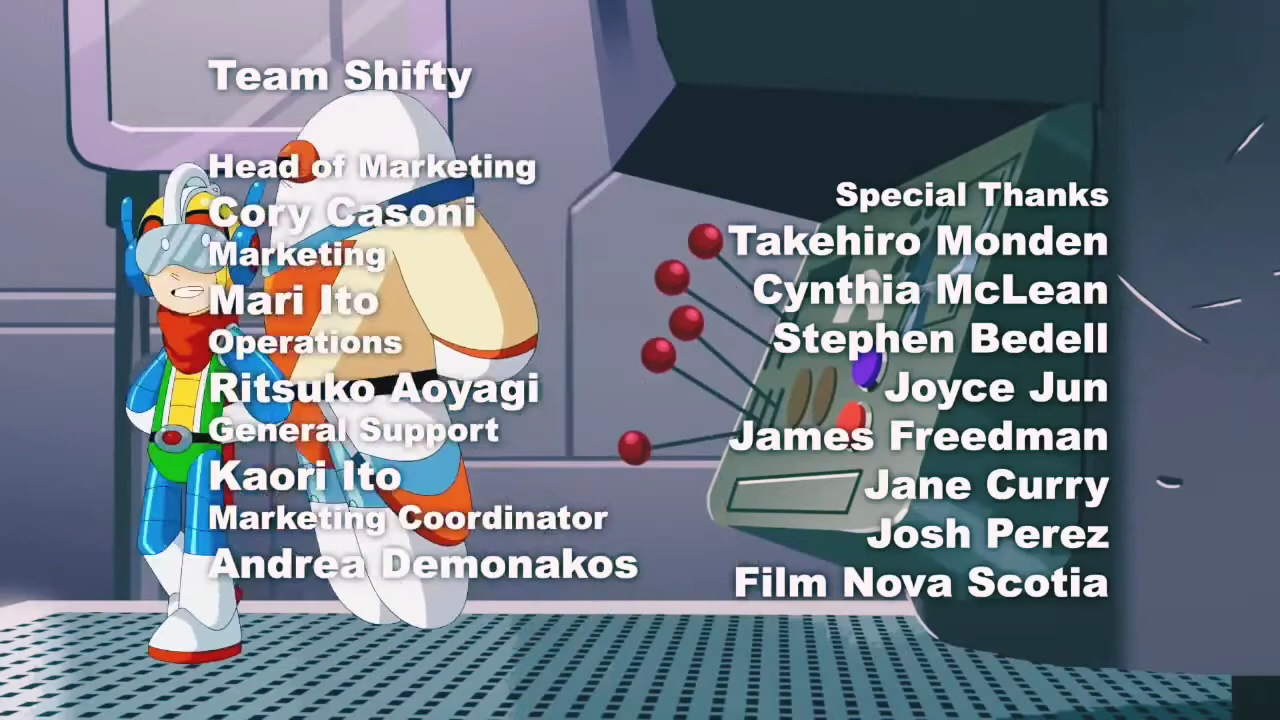 Team Shifty
Head of Marketing
Cory Casoni
Marketing
Mari Ito
Operations
Ritsuko Aoyagi
General Support
Kaori Ito
Marketing Coordinator
Andrea Demonakos
Special Thanks
Takehiro Monden
Cynthia McLean
Stephen Bedell
Joyce Jun
James Freedman
Jane Curry
Josh Perez
Film Nova Scotia